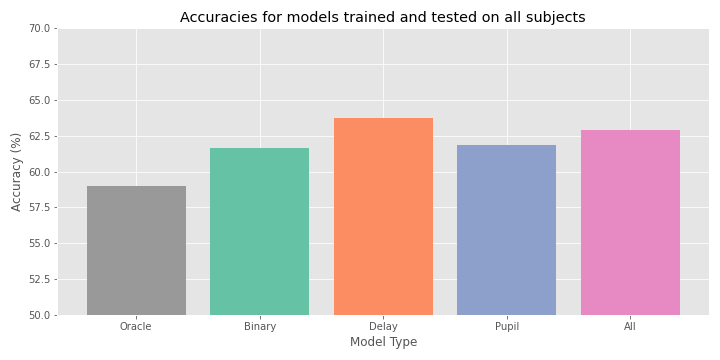 Accuracies for models trained and tested on all subjects
70.0
67.5
65.0
62.5
60.0
57.5
55.0
52.5
50.0
Accuracy (%)
Oracle Binary Delay Pupil All
Model Type